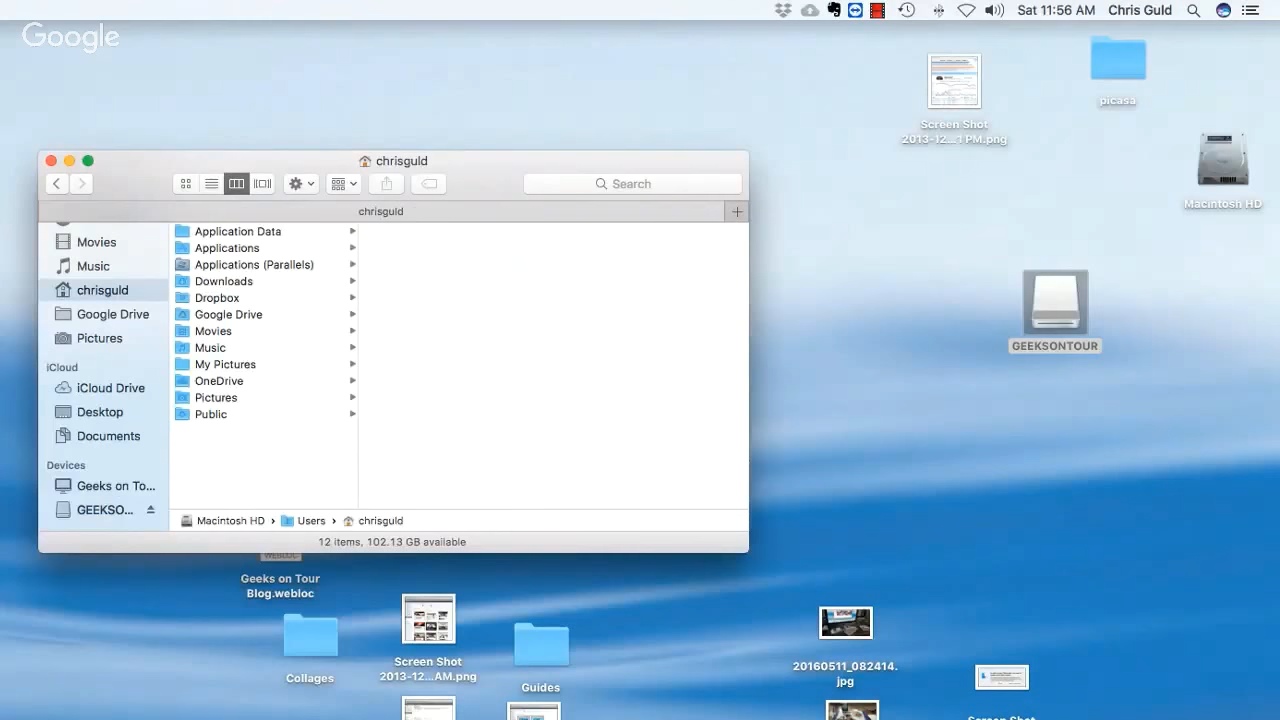 Sat 11:56 AM Chris Guld
Google
picasa
Screen Shot
2013-12...1 PM.png
Macintosh HD
GEEKSONTOUR
chrisguld
Search
chrisguld
Movies
Music
chrisguld
Google Drive
Pictures
iCloud
iCloud Drive
Desktop
Documents
Devices
Geeks on To...
GEEKSO...
Application Data
Applications
Applications (Parallels)
Downloads
Dropbox
Google Drive
Movies
Music
My Pictures
OneDrive
Pictures
Public
Macintosh HD › Users › chrisguld
12 items, 102.13 GB available
Geeks on Tour
Blog.webloc
Collages
Screen Shot
2013-12...AM.png
Guides
20160511_082414.
jpg
Screen Shot